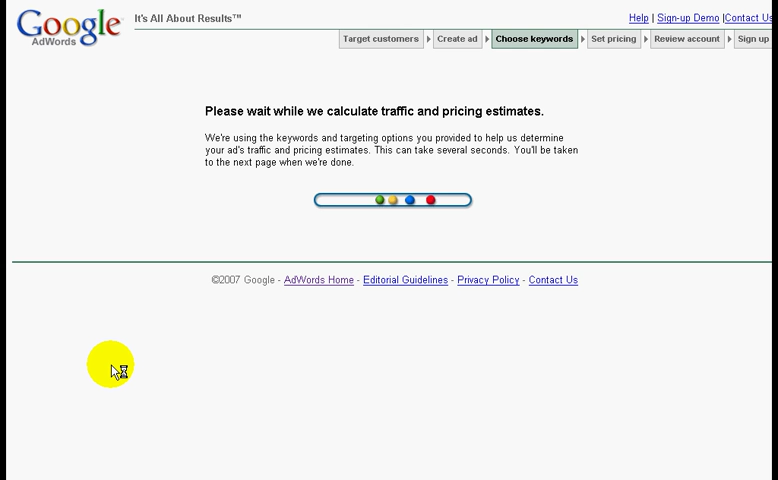 Google
AdWords
It's All About Results™
Help | Sign-up Demo |Contact Us
Target customers
Create ad
Choose keywords
Set pricing
Review account
Sign up
Please wait while we calculate traffic and pricing estimates.
We're using the keywords and targeting options you provided to help us determine
your ad's traffic and pricing estimates. This can take several seconds. You'll be taken
to the next page when we're done.
©2007 Google - AdWords Home - Editorial Guidelines - Privacy Policy - Contact Us